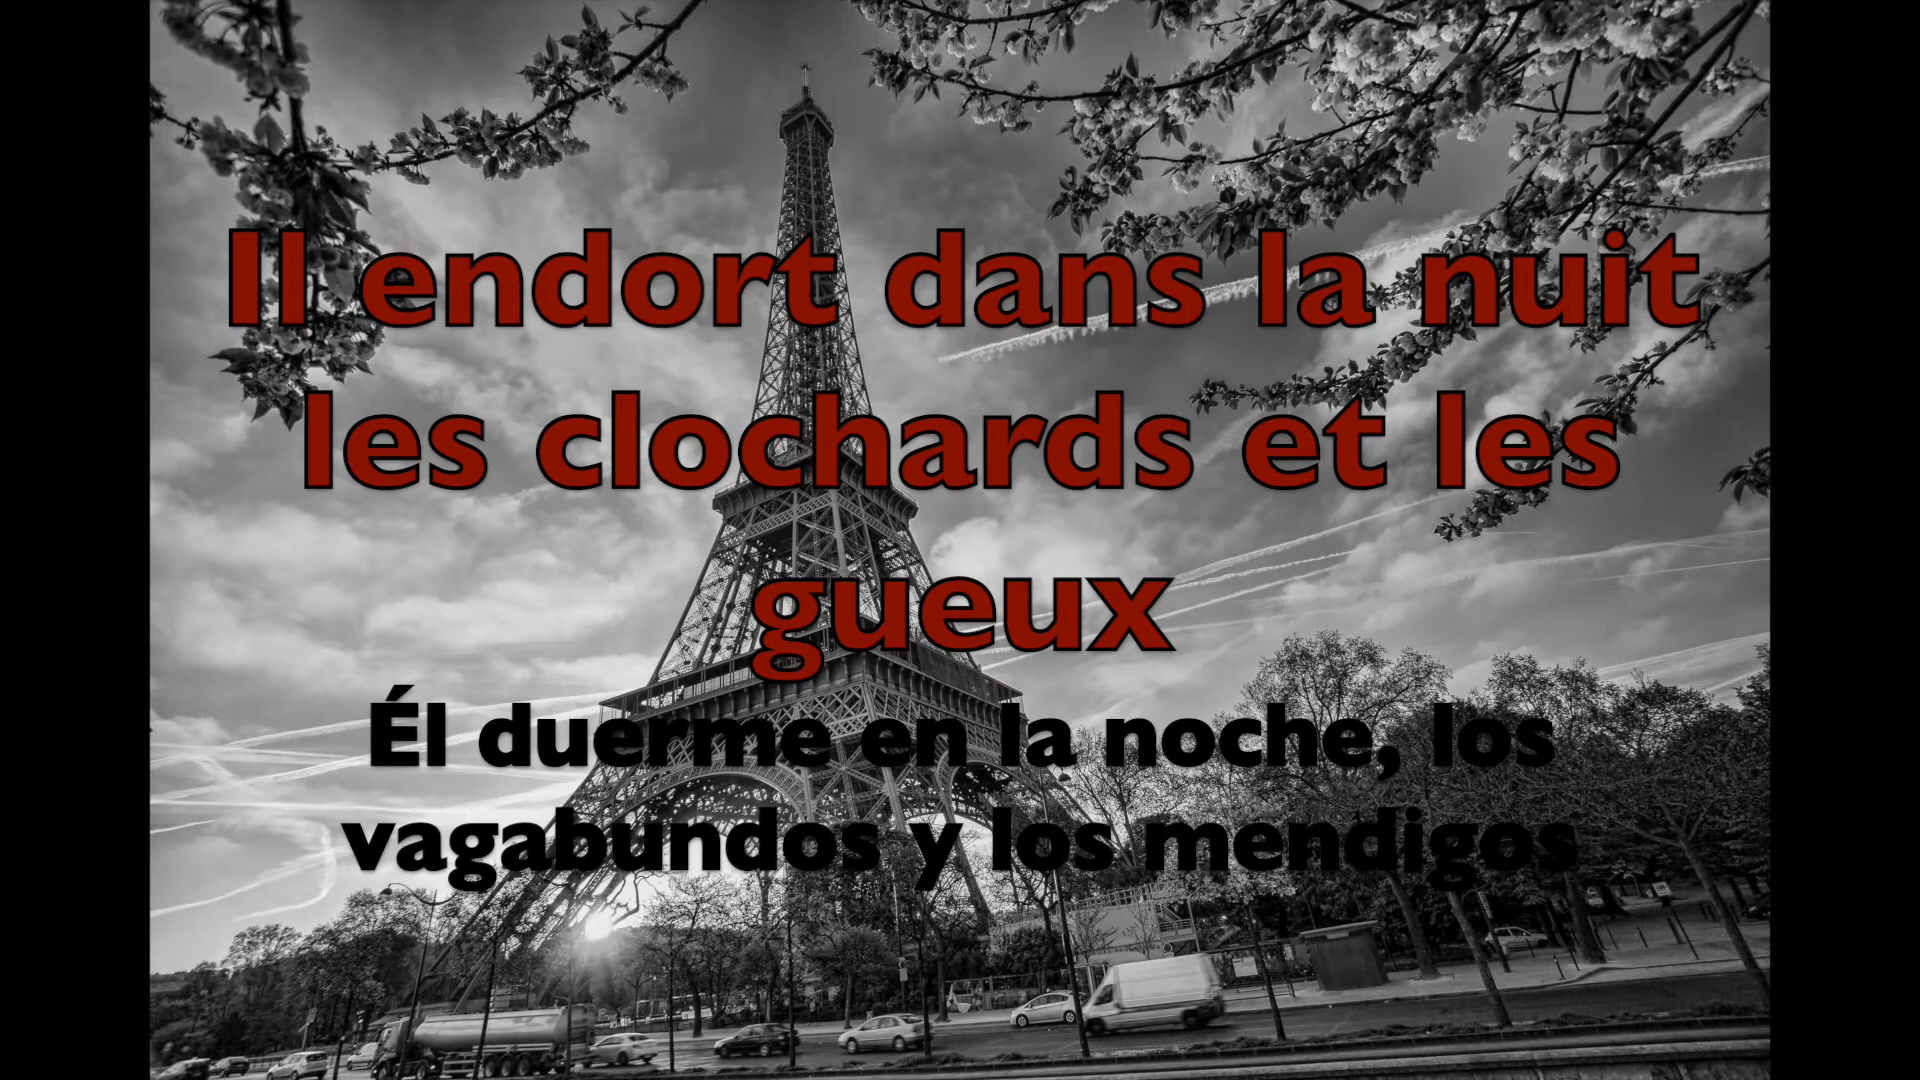 Il endort dans la nuit
les clochards et les
gueux
Él duerme en la noche, los
vagabundos y los mendigos